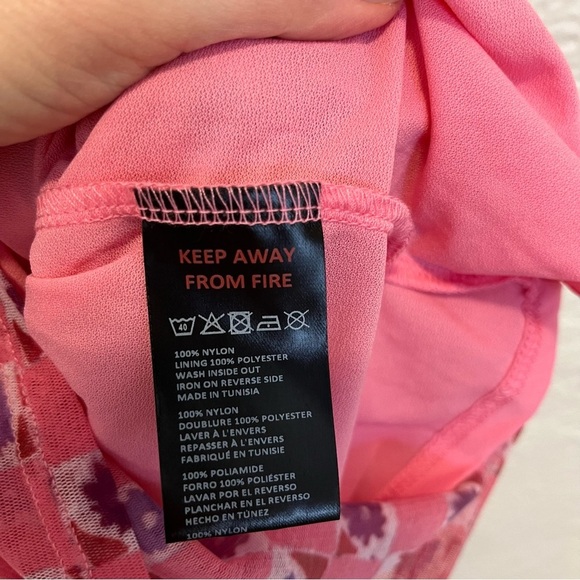 KEEP AWAY
FROM FIRE
40
100% NYLON
LINING 100% POLYESTER
WASH INSIDE OUT
IRON ON REVERSE SIDE
MADE IN TUNISIA
100% NYLON
DOUBLURE 100% POLYESTER
LAVER À L'ENVERS
REPASSER À L'ENVERS
FABRIQUÉ EN TUNISIE
100% POLIAMIDE
FORRO 100% POLIÉSTER
LAVAR POR EL REVERSO
PLANCHAR EN EL REVERSO
HECHO EN TÚNEZ
100% NYLON